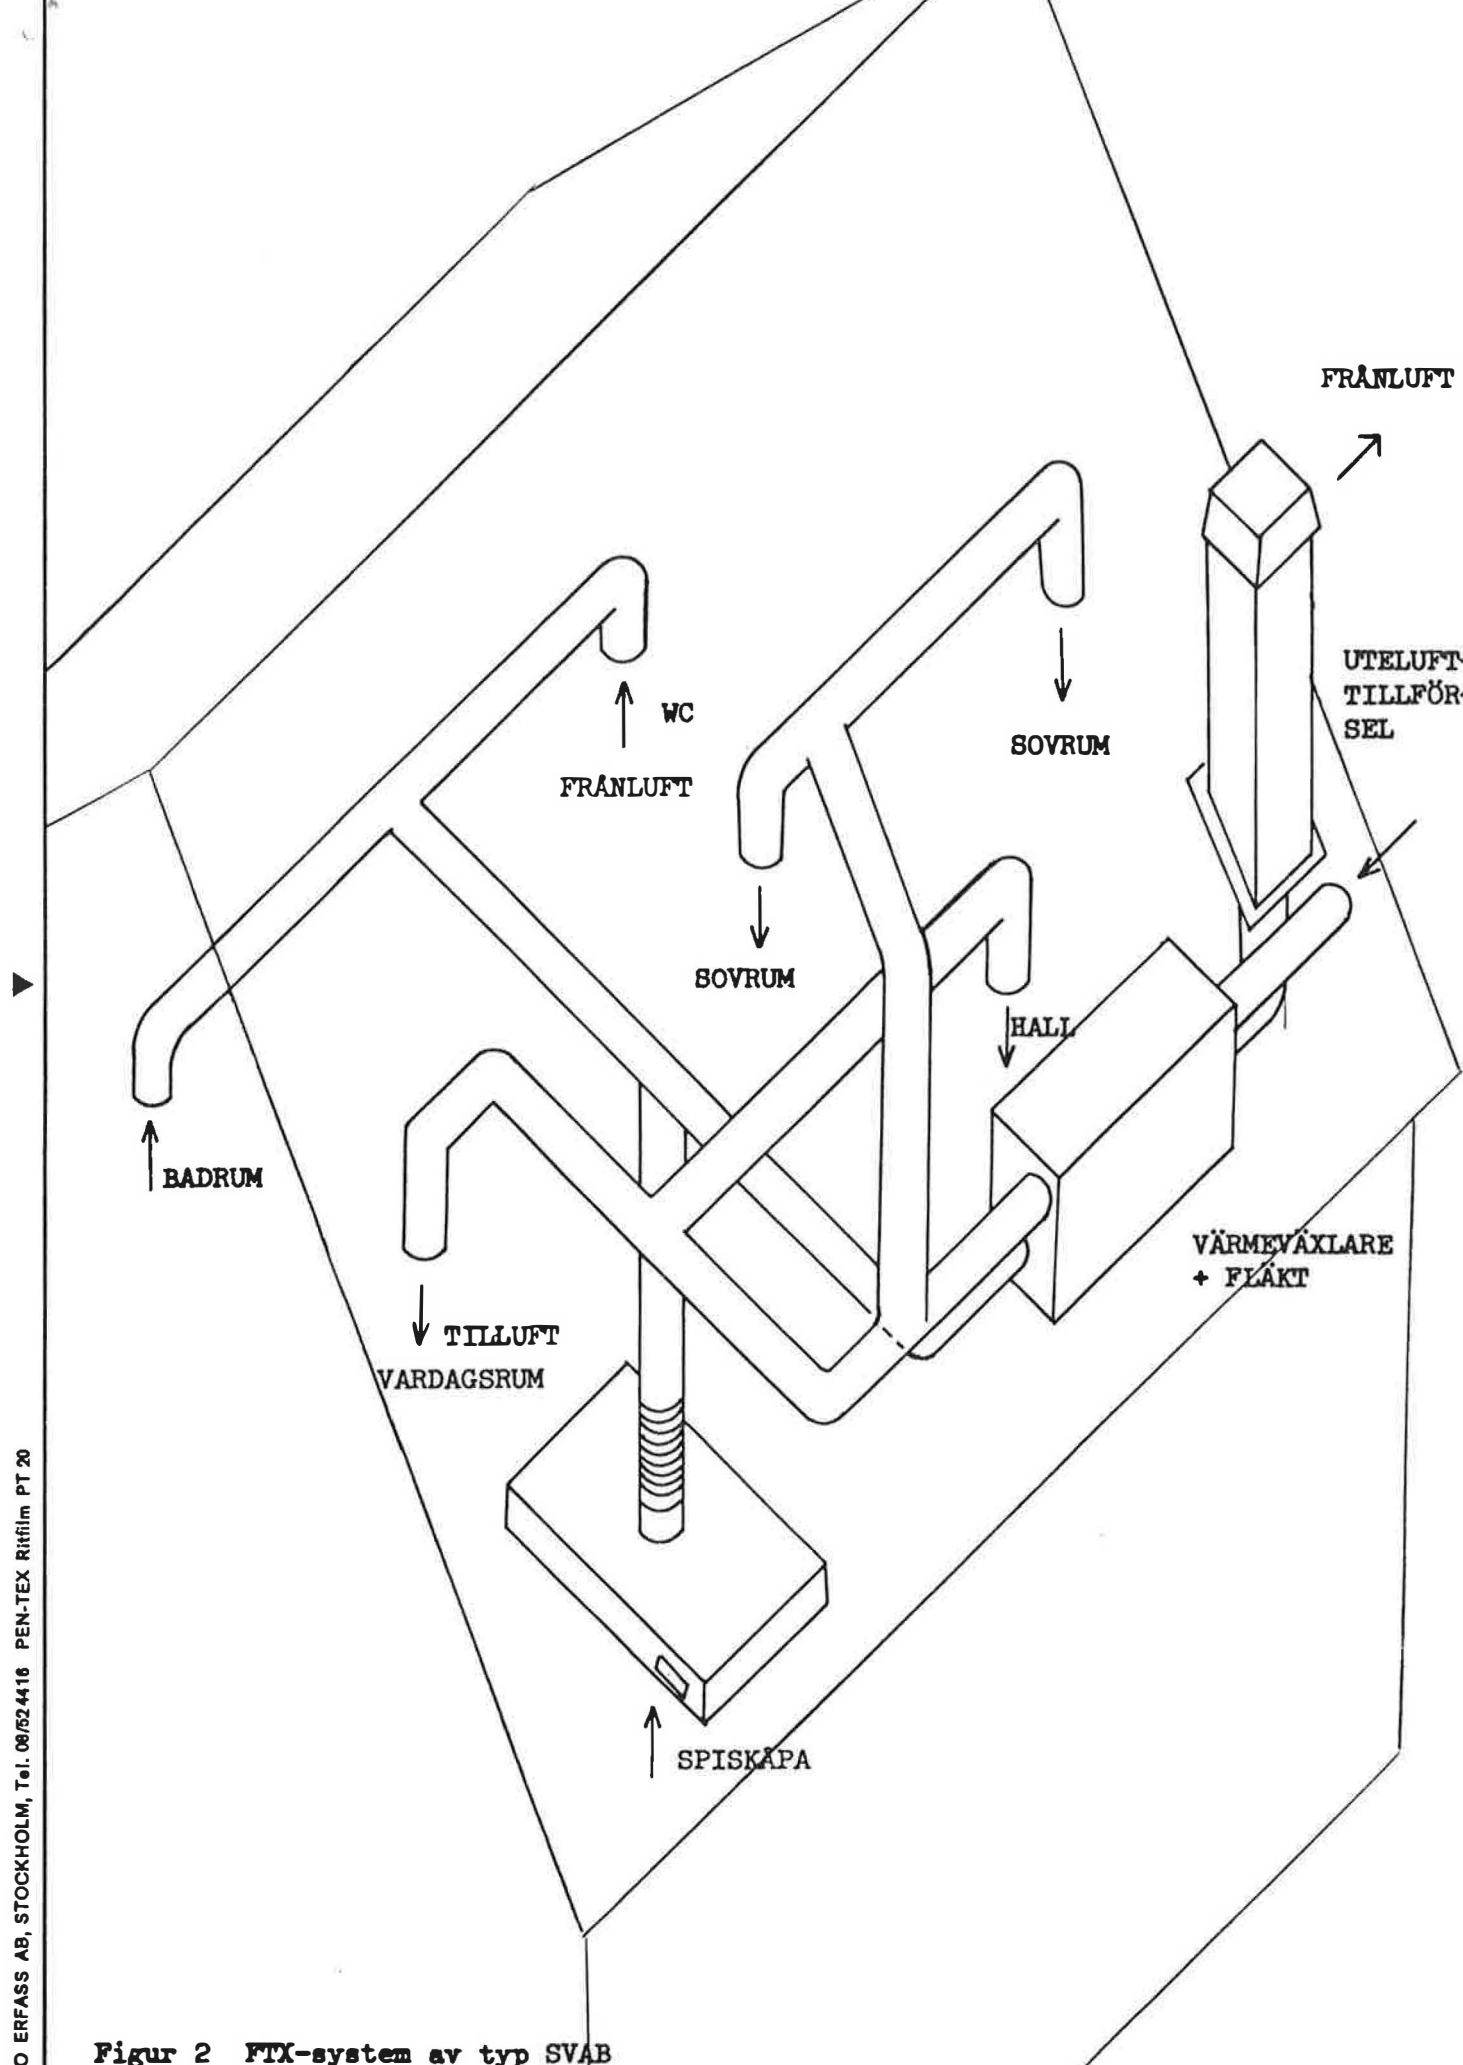 FRÅNLUFT
UTELUFT-
TILLFÖR-
SEL
WC
FRÅNLUFT
SOVRUM
SOVRUM
HALL
BADRUM
VÄRMEVÄXLARE
+ FLÄKT
TILLUFT
VARDAGSRUM
SPISKÅPA
O ERFASS AB, STOCKHOLM, Tel. 08/524416 PEN-TEX Ritfilm PT 20
Figur 2 FTX-system av typ SVAB